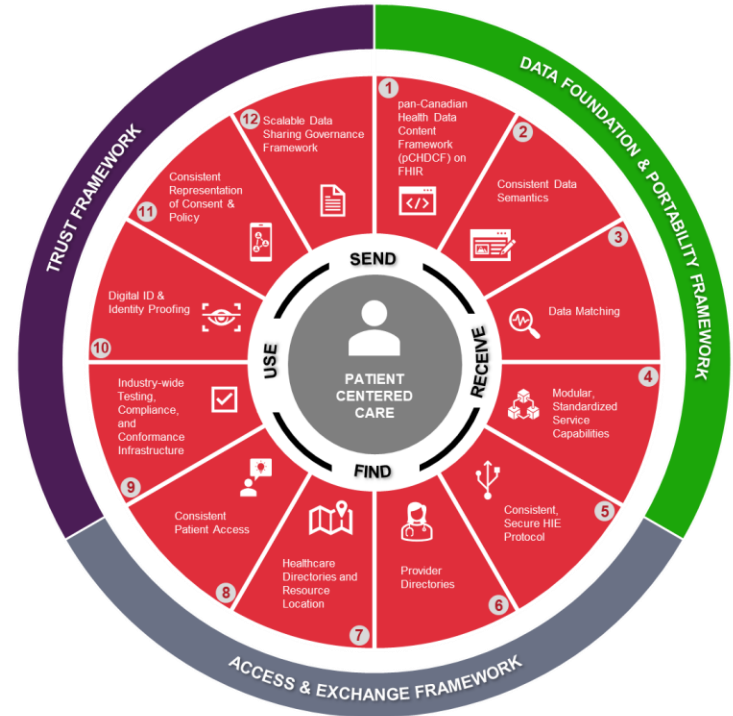 TRUST FRAMEWORK
DATA FOUNDATION & PORTABILITY FRAMEWORK
ACCESS & EXCHANGE FRAMEWORK
1
pan-Canadian
Health Data
Content
Framework
(pCHDCF) on
FHIR
</>
2
Consistent Data
Semantics
3
Data Matching
4
Modular,
Standardized
Service
Capabilities
5
Consistent,
Secure HIE
Protocol
6
Provider
Directories
7
Healthcare
Directories and
Resource
Location
8
Consistent
Patient Access
9
Industry-wide
Testing,
Compliance,
and
Conformance
Infrastructure
10
Digital ID &
Identity Proofing
11
Consistent
Representation
of Consent &
Policy
12
Scalable Data
Sharing Governance
Framework
SEND
RECEIVE
FIND
USE
PATIENT
CENTERED
CARE